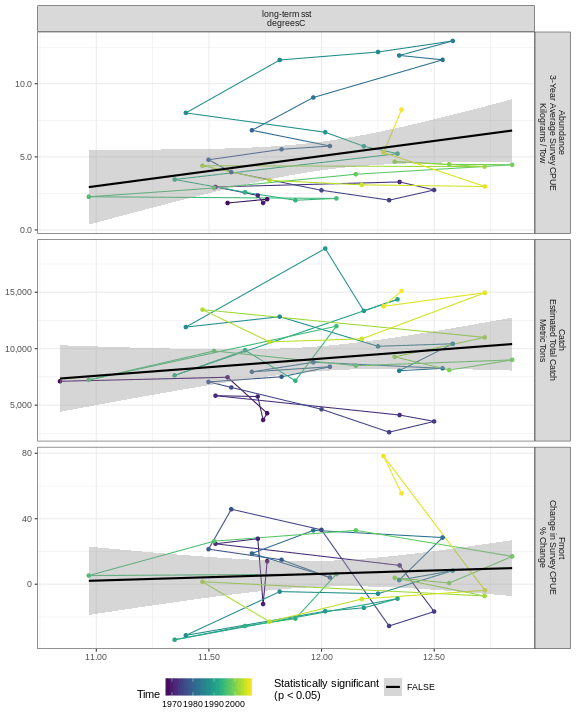 long-term sst
degreesC
10.0
5.0
0.0
Abundance
3-Year Average Survey CPUE
Kilograms / Tow
15,000
10,000
5,000
Catch
Estimated Total Catch
Metric Tons
80
40
0
Fmort
Change in Survey CPUE
% Change
11.00 11.50 12.00 12.50
Time
1970 1980 1990 2000
Statistically significant
(p < 0.05)
FALSE